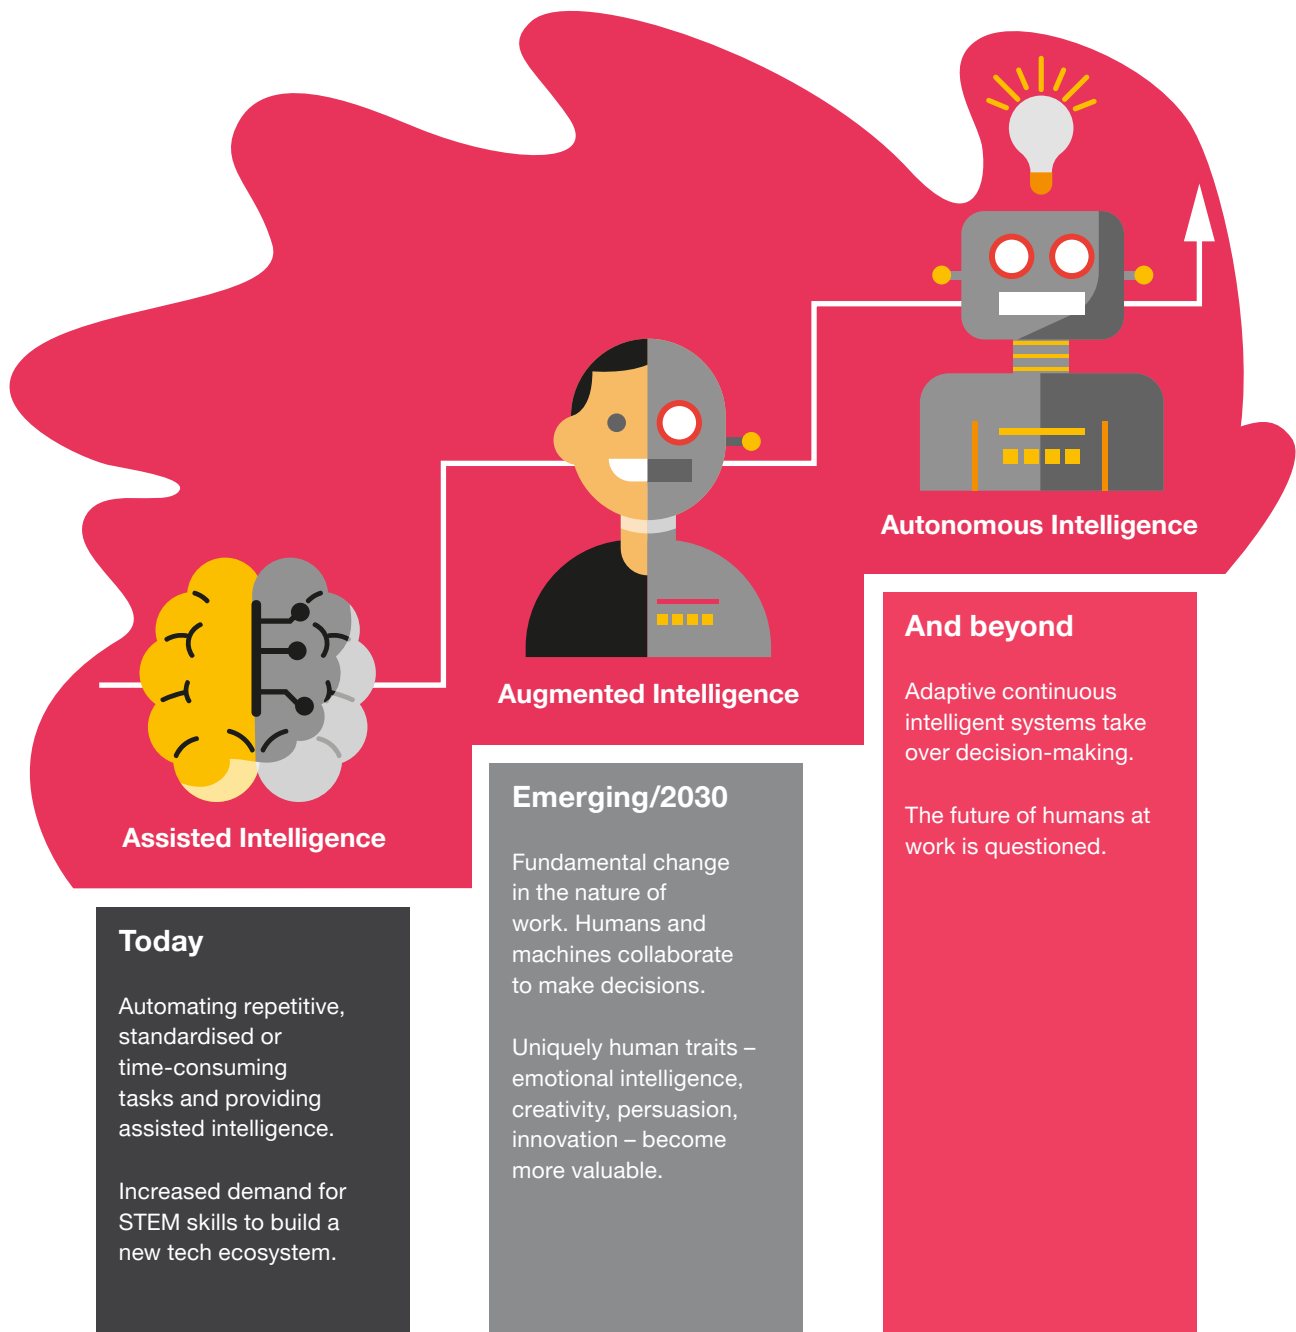 Assisted Intelligence
Today
Automating repetitive,
standardised or
time-consuming
tasks and providing
assisted intelligence.
Increased demand for
STEM skills to build a
new tech ecosystem.
Augmented Intelligence
Emerging/2030
Fundamental change
in the nature of
work. Humans and
machines collaborate
to make decisions.
Uniquely human traits –
emotional intelligence,
creativity, persuasion,
innovation – become
more valuable.
Autonomous Intelligence
And beyond
Adaptive continuous
intelligent systems take
over decision-making.
The future of humans at
work is questioned.